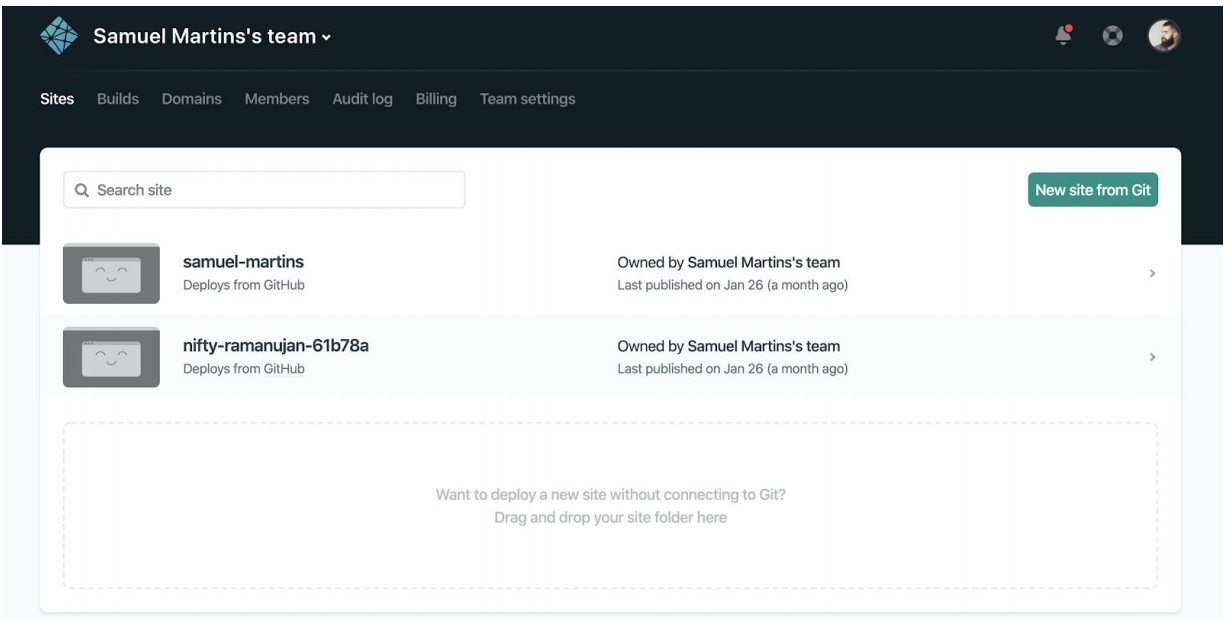 Samuel Martins's team
Sites Builds Domains Members Audit log Billing Team settings
Search site
New site from Git
samuel-martins
Deploys from GitHub
Owned by Samuel Martins's team
Last published on Jan 26 (a month ago)
nifty-ramanujan-61b78a
Deploys from GitHub
Owned by Samuel Martins's team
Last published on Jan 26 (a month ago)
Want to deploy a new site without connecting to Git?
Drag and drop your site folder here